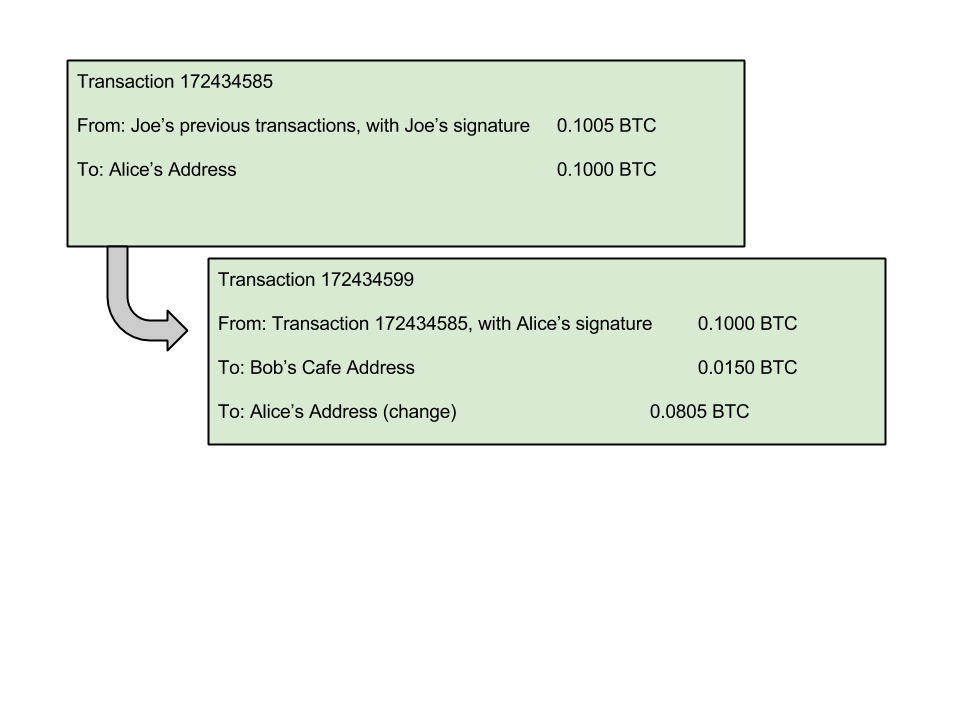 Transaction 172434585
From: Joe’s previous transactions, with Joe’s signature 0.1005 BTC
To: Alice’s Address 0.1000 BTC
Transaction 172434599
From: Transaction 172434585, with Alice’s signature 0.1000 BTC
To: Bob’s Cafe Address 0.0150 BTC
To: Alice’s Address (change) 0.0805 BTC